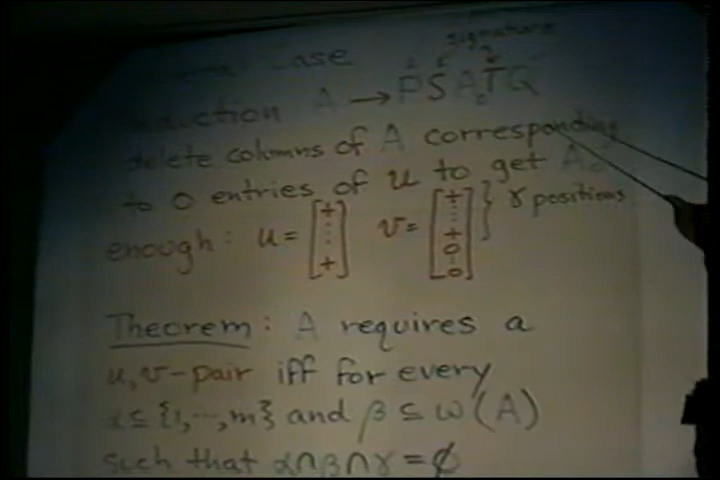 signature
Case
A → PSATQ
delete columns of A corresponding
to 0 entries of u to get A
enough: u = [+ ⋮ +] v = [+ ⋮ + 0 ⋮ 0] } γ positions
Theorem: A requires a
u,v-pair iff for every
α ⊆ {1,…,m} and β ⊆ ω(A)
such that α∩β∩γ = ∅